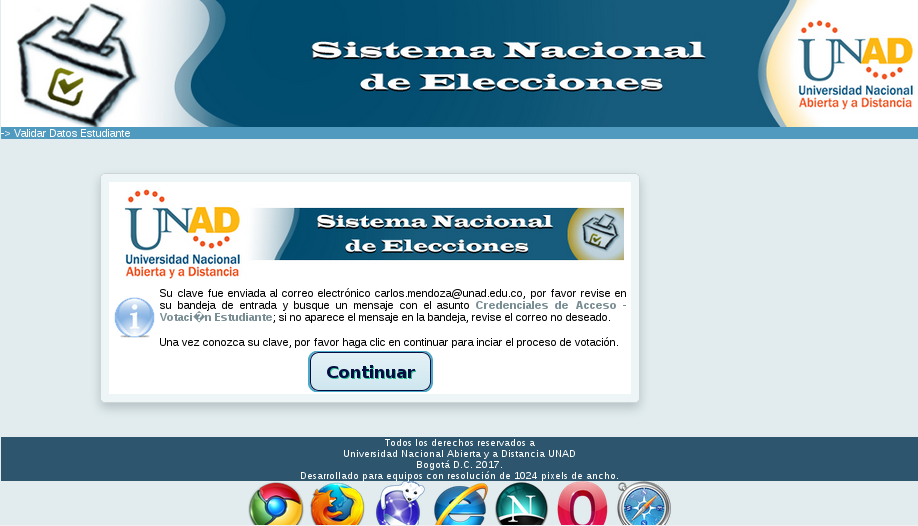 Sistema Nacional
de Elecciones
UNAD
Universidad Nacional
Abierta y a Distancia
-> Validar Datos Estudiante
UNAD
Universidad Nacional
Abierta y a Distancia
Sistema Nacional
de Elecciones
Su clave fue enviada al correo electrónico carlos.mendoza@unad.edu.co, por favor revise en
su bandeja de entrada y busque un mensaje con el asunto Credenciales de Acceso -
Votaci�n Estudiante; si no aparece el mensaje en la bandeja, revise el correo no deseado.
Una vez conozca su clave, por favor haga clic en continuar para inciar el proceso de votación.
Continuar
Todos los derechos reservados a
Universidad Nacional Abierta y a Distancia UNAD
Bogotá D.C. 2017.
Desarrollado para equipos con resolución de 1024 pixels de ancho.